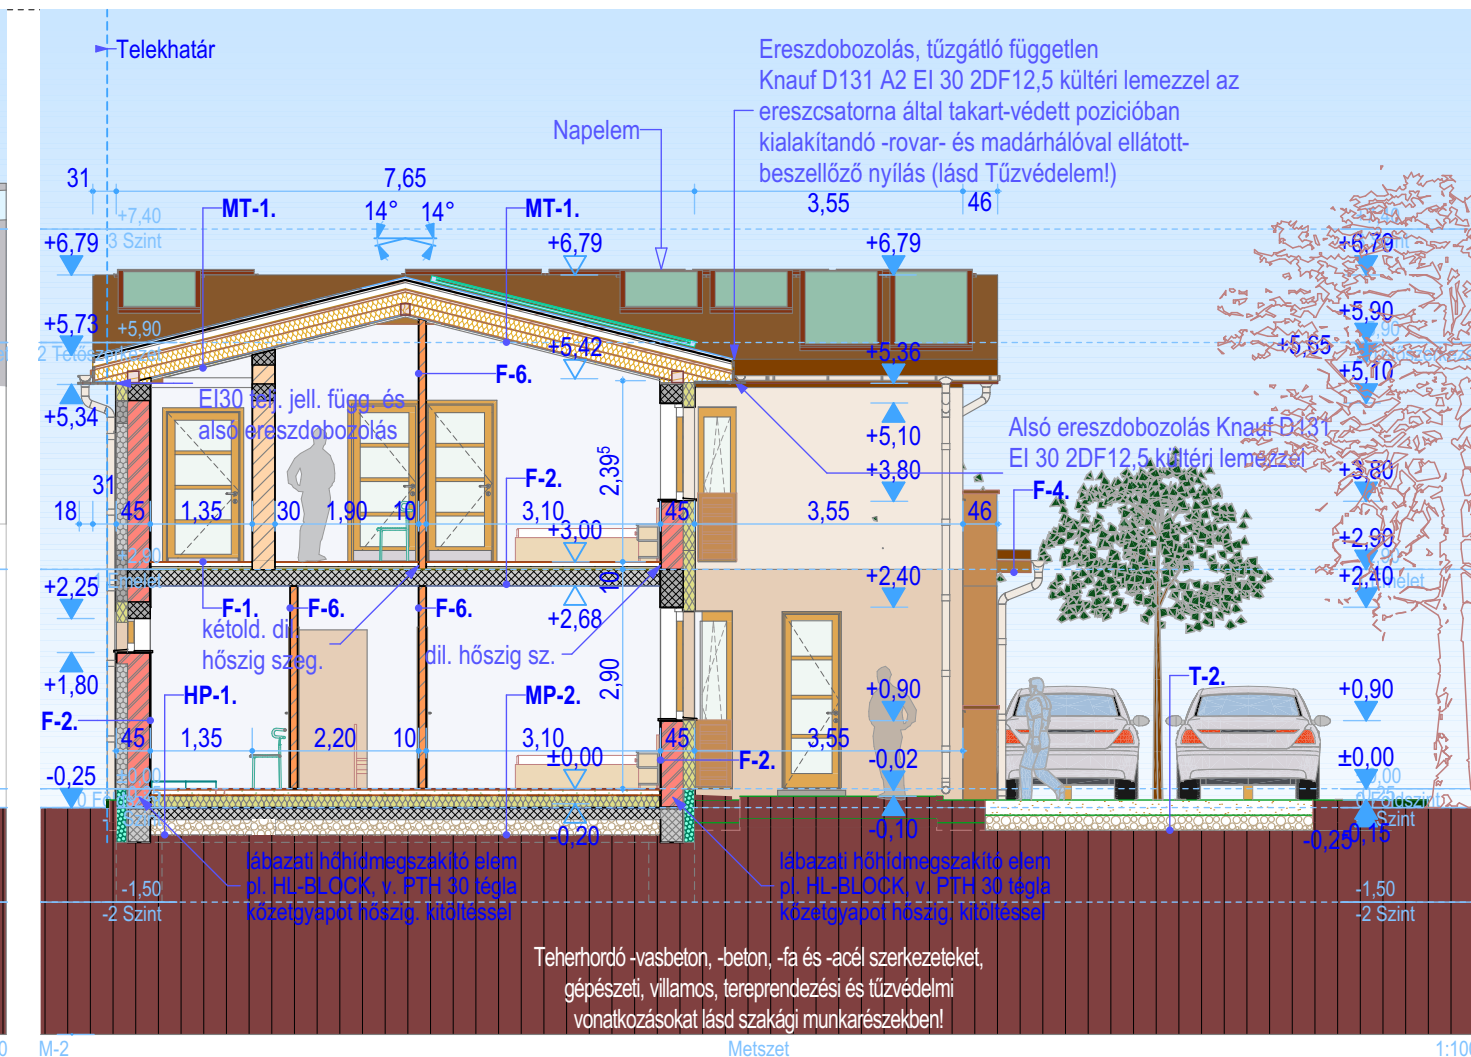 Telekhatár
Ereszdobozolás, tűzgátló független
Knauf D131 A2 EI 30 2DF12,5 kültéri lemezzel az
ereszcsatorna által takart-védett pozicióban
kialakítandó -rovar- és madárhálóval ellátott-
beszellőző nyílás (lásd Tűzvédelem!)
Napelem
31
7,65
3,55
46
+7,40
3 Szint
MT-1.
14°
14°
MT-1.
+6,79
+6,79
+6,79
+6,79
+5,73
+5,90
+5,90
+5,42
+5,36
+5,65
+5,10
F-6.
+5,34
EI30 telj. jell. függ. és
alsó ereszdobozolás
+5,10
Alsó ereszdobozolás Knauf D131
EI 30 2DF12,5 kültéri lemezzel
2,39⁵
F-2.
+3,80
+3,80
F-4.
31
18
45
1,35
30
1,90
10
3,10
45
3,55
46
+3,00
+2,90
+2,90
+2,25
10
+2,40
+2,40
F-1.
F-6.
F-6.
+2,68
kétold. dil.
hőszig szeg.
dil. hőszig sz.
2,90
+1,80
HP-1.
MP-2.
+0,90
T-2.
+0,90
F-2.
45
1,35
2,20
10
3,10
45
3,55
±0,00
F-2.
-0,02
±0,00
-0,25
-0,20
-0,10
-0,25
-0,15
Szint
lábazati hőhídmegszakító elem
pl. HL-BLOCK, v. PTH 30 tégla
kőzetgyapot hőszig. kitöltéssel
lábazati hőhídmegszakító elem
pl. HL-BLOCK, v. PTH 30 tégla
kőzetgyapot hőszig. kitöltéssel
-1,50
-2 Szint
-1,50
-2 Szint
Teherhordó -vasbeton, -beton, -fa és -acél szerkezeteket,
gépészeti, villamos, tereprendezési és tűzvédelmi
vonatkozásokat lásd szakági munkarészekben!
M-2
Metszet